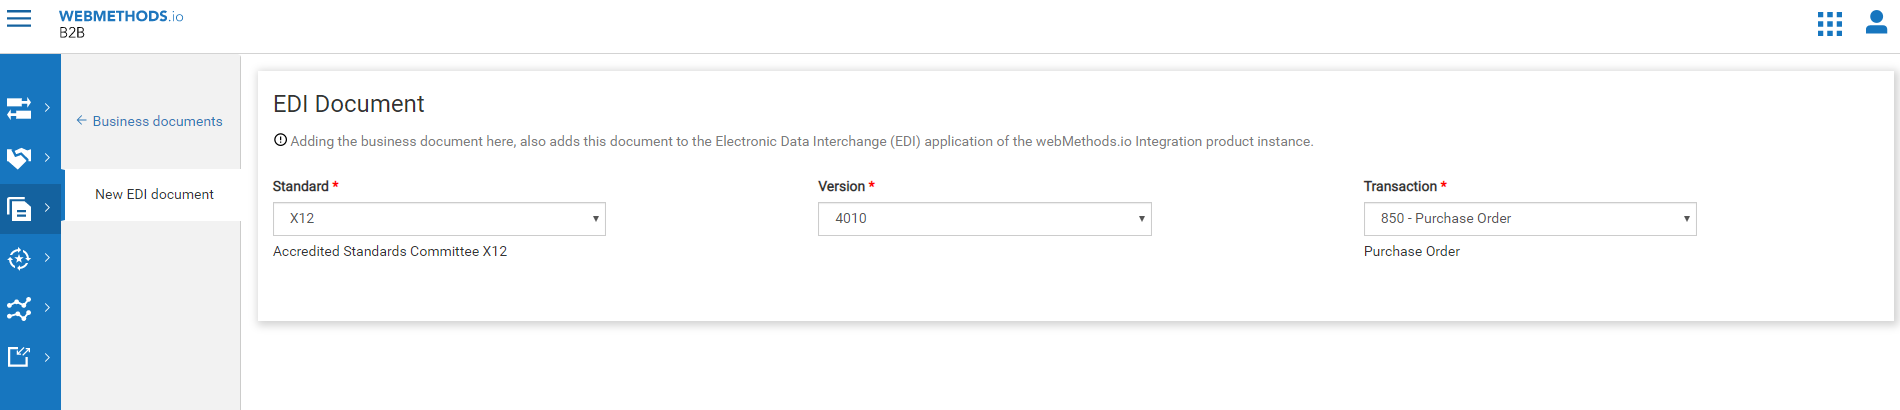 WEBMETHODS.io
B2B
← Business documents
New EDI document
EDI Document
Adding the business document here, also adds this document to the Electronic Data Interchange (EDI) application of the webMethods.io Integration product instance.
Standard * Version * Transaction *
X12 4010 850 - Purchase Order
Accredited Standards Committee X12 Purchase Order